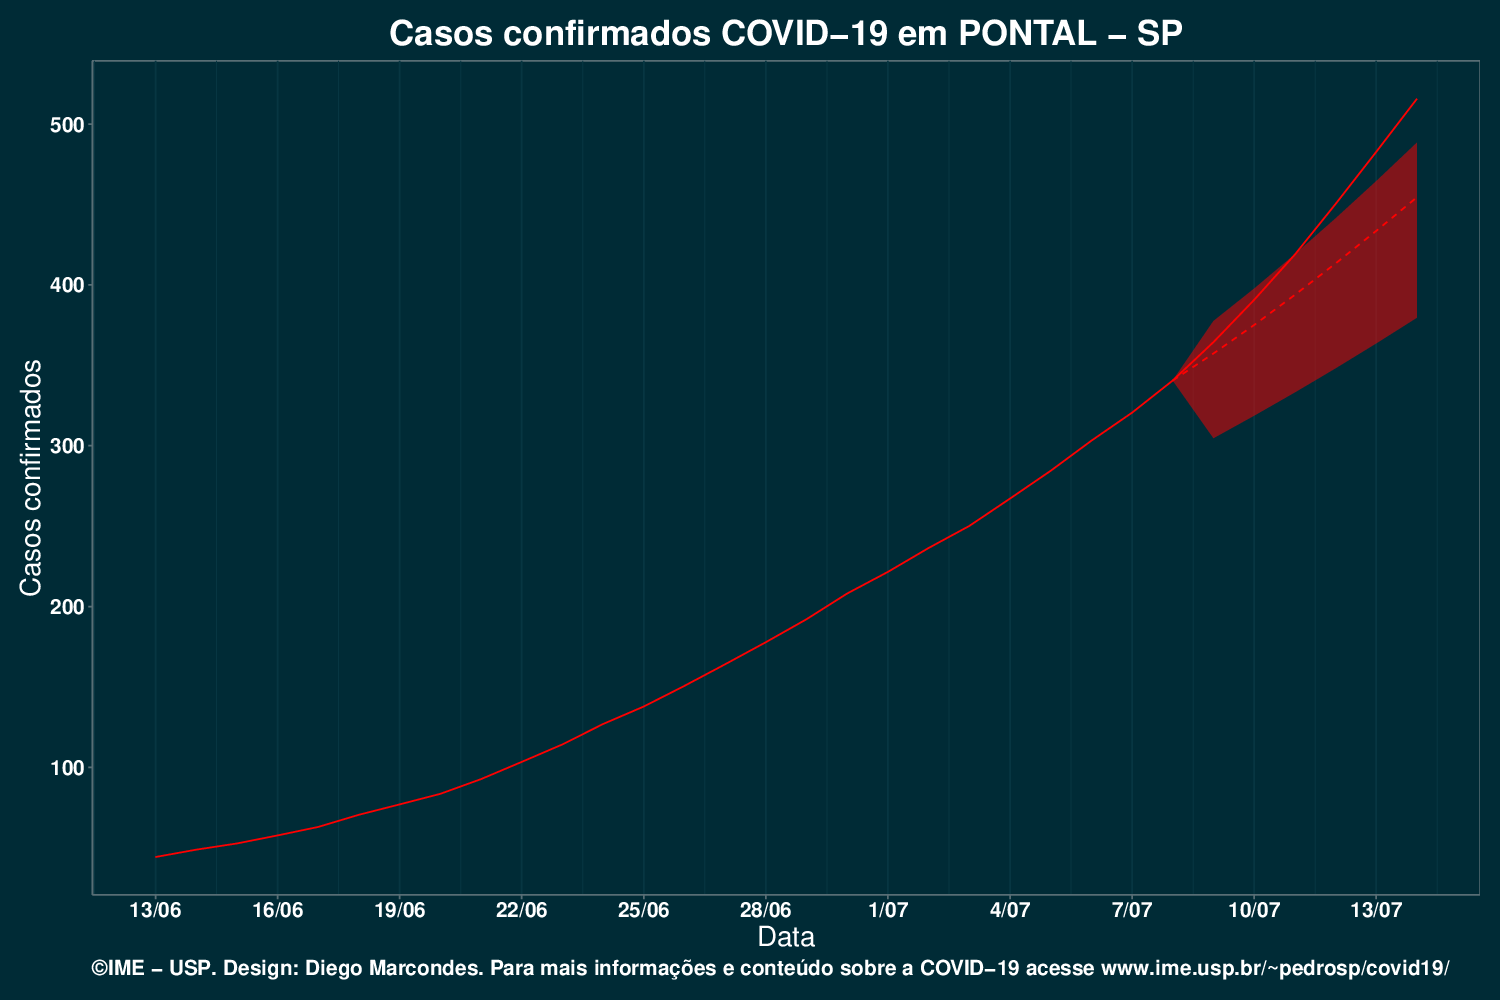 Casos confirmados COVID−19 em PONTAL − SP
500
400
300
200
100
Casos confirmados
13/06 16/06 19/06 22/06 25/06 28/06 1/07 4/07 7/07 10/07 13/07
Data
©IME − USP. Design: Diego Marcondes. Para mais informações e conteúdo sobre a COVID−19 acesse www.ime.usp.br/~pedrosp/covid19/